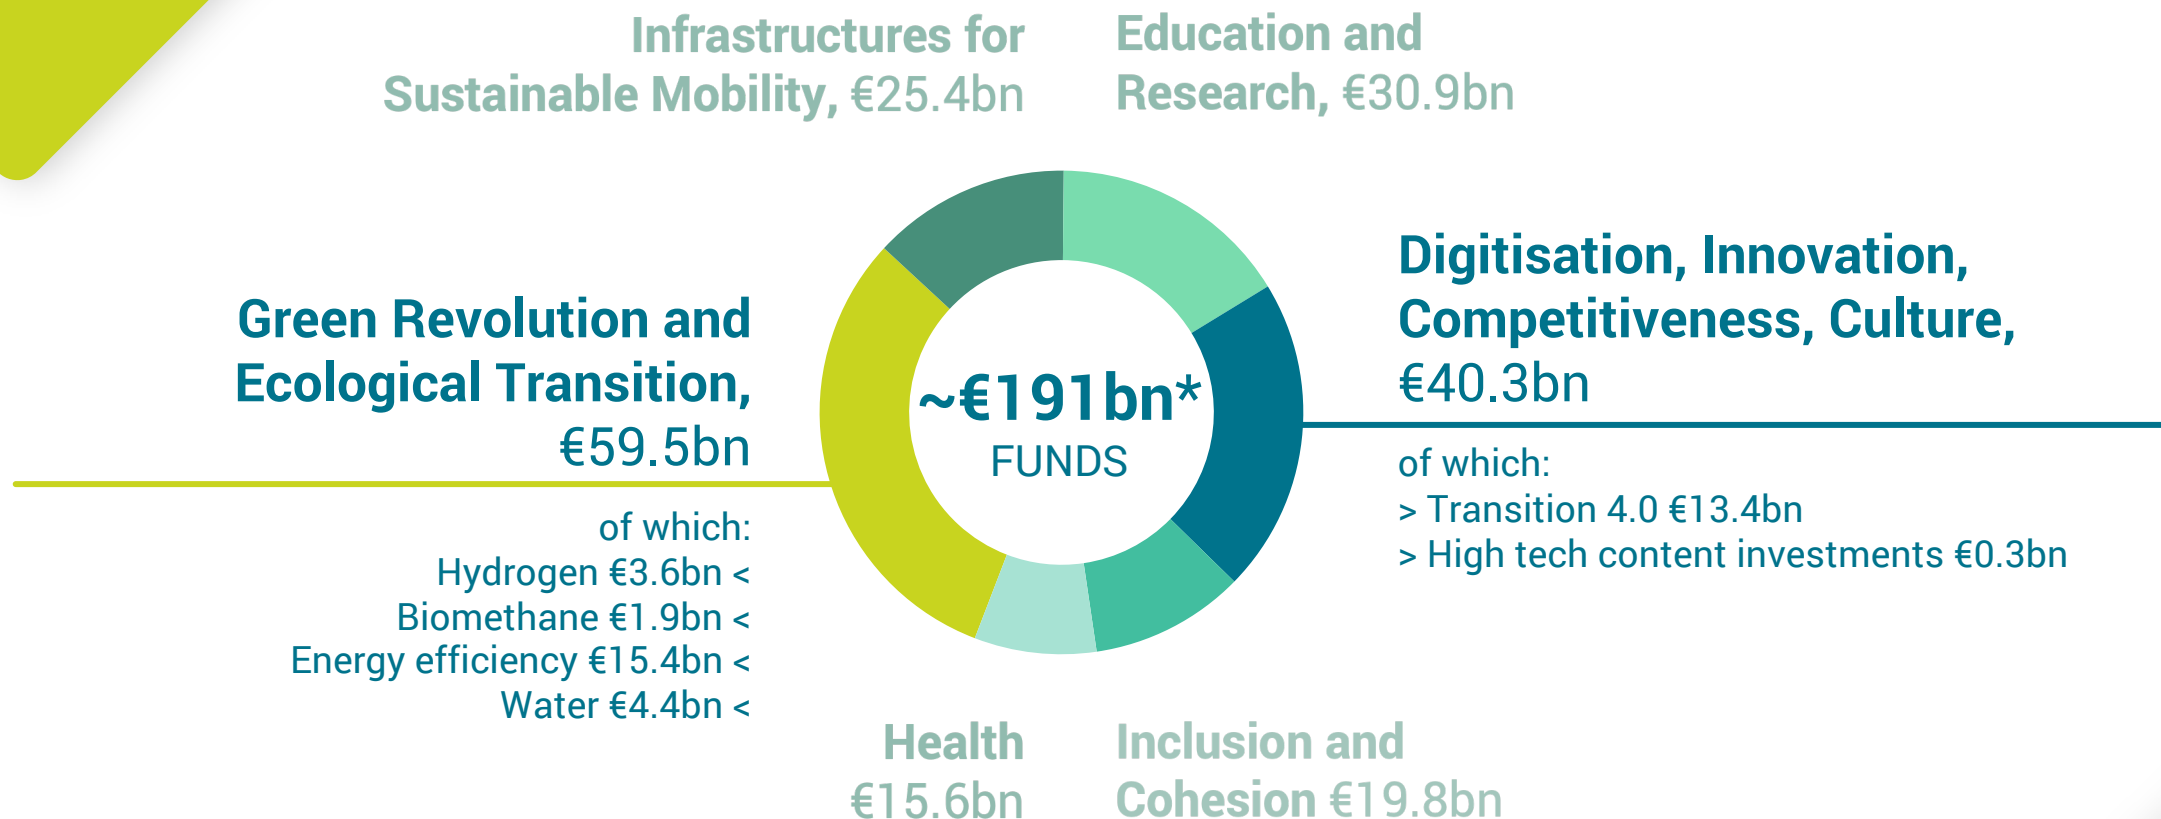 Infrastructures for
Sustainable Mobility, €25.4bn
Education and
Research, €30.9bn
Green Revolution and
Ecological Transition,
€59.5bn
of which:
Hydrogen €3.6bn <
Biomethane €1.9bn <
Energy efficiency €15.4bn <
Water €4.4bn <
~€191bn*
FUNDS
Digitisation, Innovation,
Competitiveness, Culture,
€40.3bn
of which:
> Transition 4.0 €13.4bn
> High tech content investments €0.3bn
Health
€15.6bn
Inclusion and
Cohesion €19.8bn